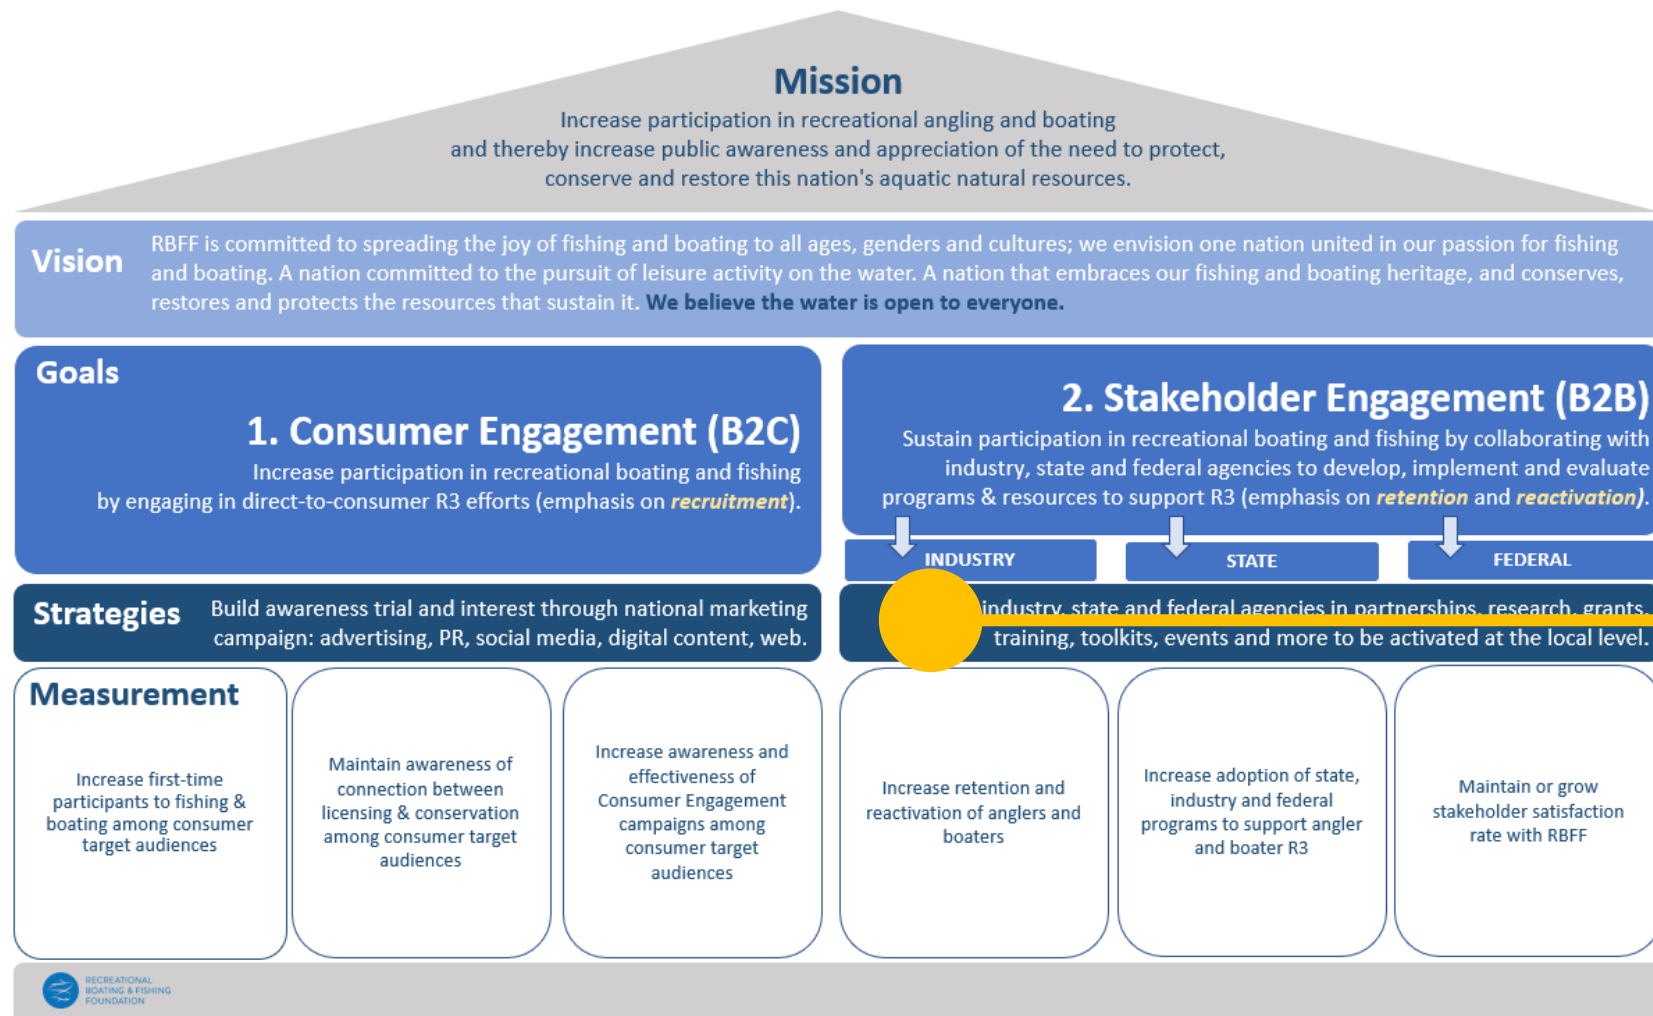 Mission
Increase participation in recreational angling and boating
and thereby increase public awareness and appreciation of the need to protect,
conserve and restore this nation's aquatic natural resources.
Vision
RBFF is committed to spreading the joy of fishing and boating to all ages, genders and cultures; we envision one nation united in our passion for fishing
and boating. A nation committed to the pursuit of leisure activity on the water. A nation that embraces our fishing and boating heritage, and conserves,
restores and protects the resources that sustain it. We believe the water is open to everyone.
Goals
1. Consumer Engagement (B2C)
Increase participation in recreational boating and fishing
by engaging in direct-to-consumer R3 efforts (emphasis on recruitment).
2. Stakeholder Engagement (B2B)
Sustain participation in recreational boating and fishing by collaborating with
industry, state and federal agencies to develop, implement and evaluate
programs & resources to support R3 (emphasis on retention and reactivation).
INDUSTRY
STATE
FEDERAL
Strategies
Build awareness trial and interest through national marketing
campaign: advertising, PR, social media, digital content, web.
industry, state and federal agencies in partnerships, research, grants,
training, toolkits, events and more to be activated at the local level.
Measurement
Increase first-time
participants to fishing &
boating among consumer
target audiences
Maintain awareness of
connection between
licensing & conservation
among consumer target
audiences
Increase awareness and
effectiveness of
Consumer Engagement
campaigns among
consumer target
audiences
Increase retention and
reactivation of anglers and
boaters
Increase adoption of state,
industry and federal
programs to support angler
and boater R3
Maintain or grow
stakeholder satisfaction
rate with RBFF
RECREATIONAL
BOATING & FISHING
FOUNDATION